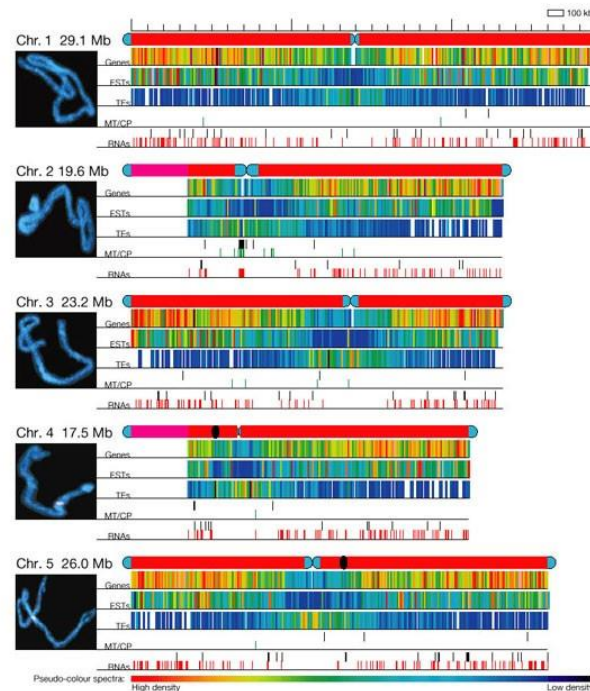 100 kb
Chr. 1 29.1 Mb
Genes
ESTs
TEs
MT/CP
RNAs
Chr. 2 19.6 Mb
Genes
ESTs
TEs
MT/CP
RNAs
Chr. 3 23.2 Mb
Genes
ESTs
TEs
MT/CP
RNAs
Chr. 4 17.5 Mb
Genes
ESTs
TEs
MT/CP
RNAs
Chr. 5 26.0 Mb
Genes
ESTs
TEs
MT/CP
RNAs
Pseudo-colour spectra:
High density Low density